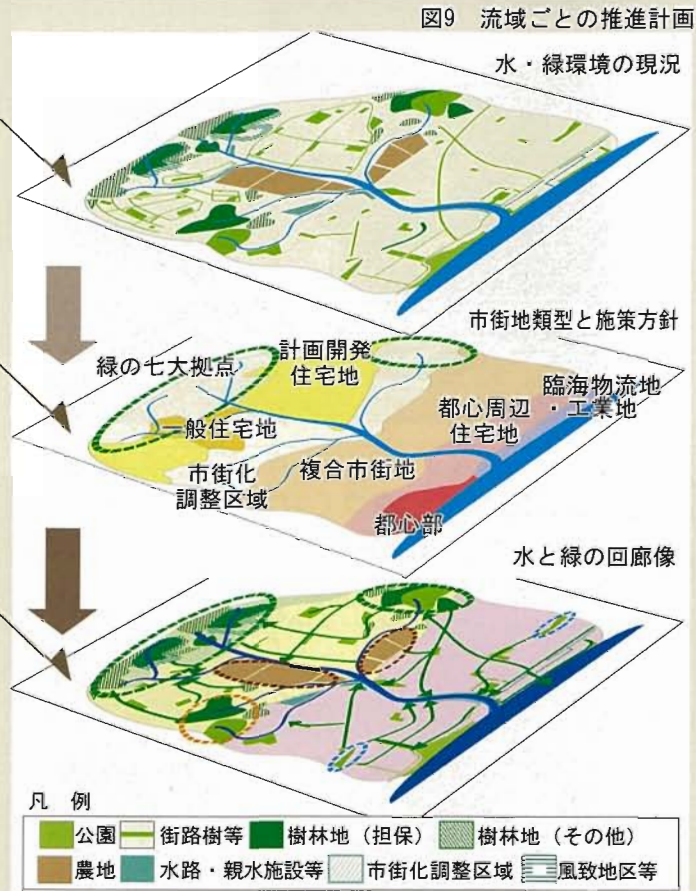 図9 流域ごとの推進計画
水・緑環境の現況
市街地類型と施策方針
緑の七大拠点
計画開発
住宅地
臨海物流地
・工業地
都心周辺
住宅地
一般住宅地
市街化
調整区域
複合市街地
都心部
水と緑の回廊像
凡 例
公園 街路樹等 樹林地（担保） 樹林地（その他）
農地 水路・親水施設等 市街化調整区域 風致地区等